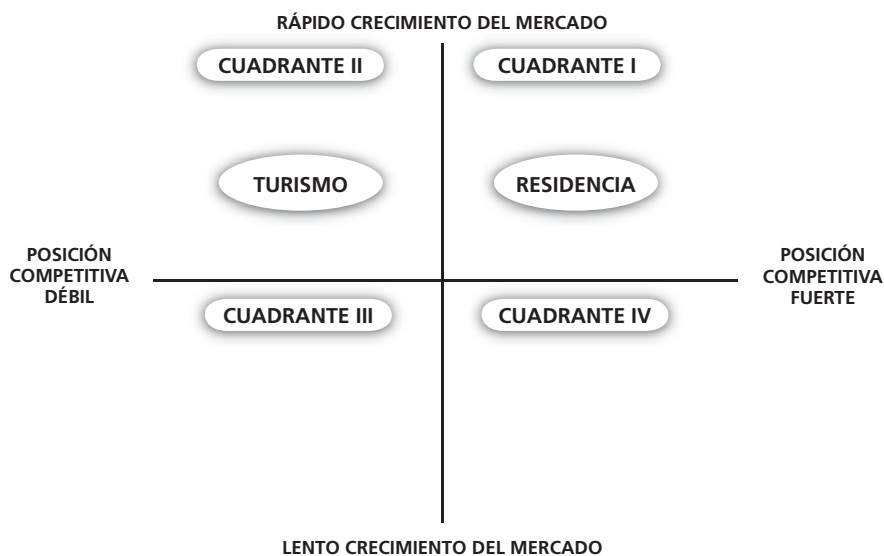 RÁPIDO CRECIMIENTO DEL MERCADO
CUADRANTE II
CUADRANTE I
TURISMO
RESIDENCIA
POSICIÓN
COMPETITIVA
DÉBIL
POSICIÓN
COMPETITIVA
FUERTE
CUADRANTE III
CUADRANTE IV
LENTO CRECIMIENTO DEL MERCADO